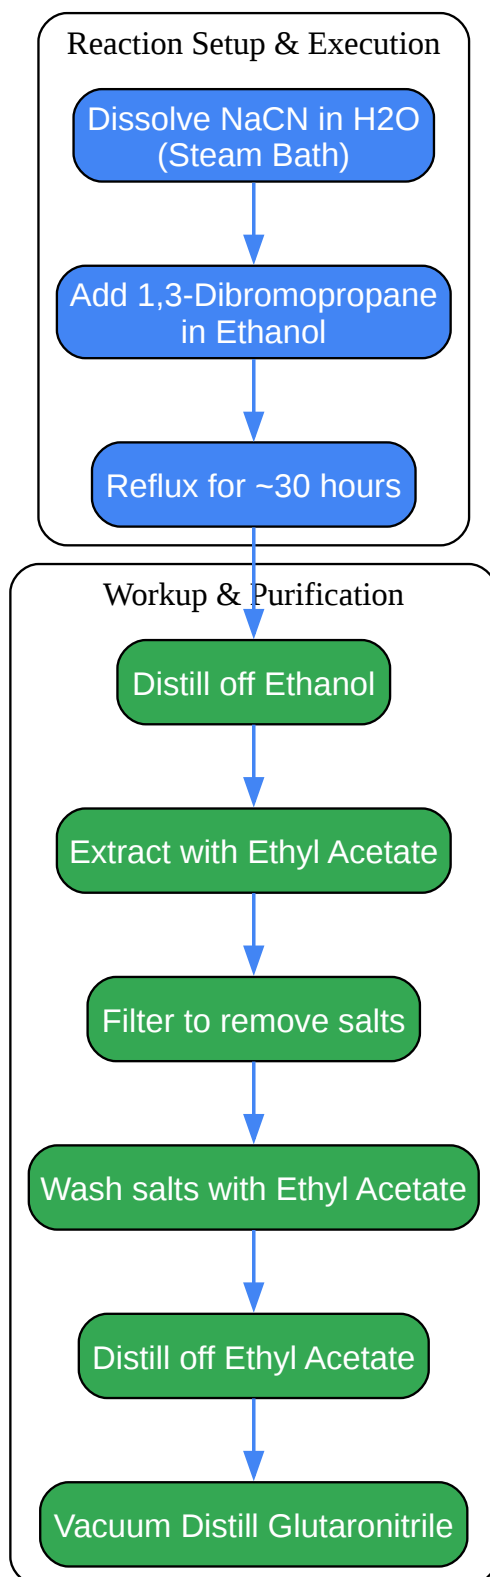 Reaction Setup & Execution
Dissolve NaCN in H2O
(Steam Bath)
Add 1,3-Dibromopropane
in Ethanol
Reflux for ~30 hours
Workup & Purification
Distill off Ethanol
Extract with Ethyl Acetate
Filter to remove salts
Wash salts with Ethyl Acetate
Distill off Ethyl Acetate
Vacuum Distill Glutaronitrile